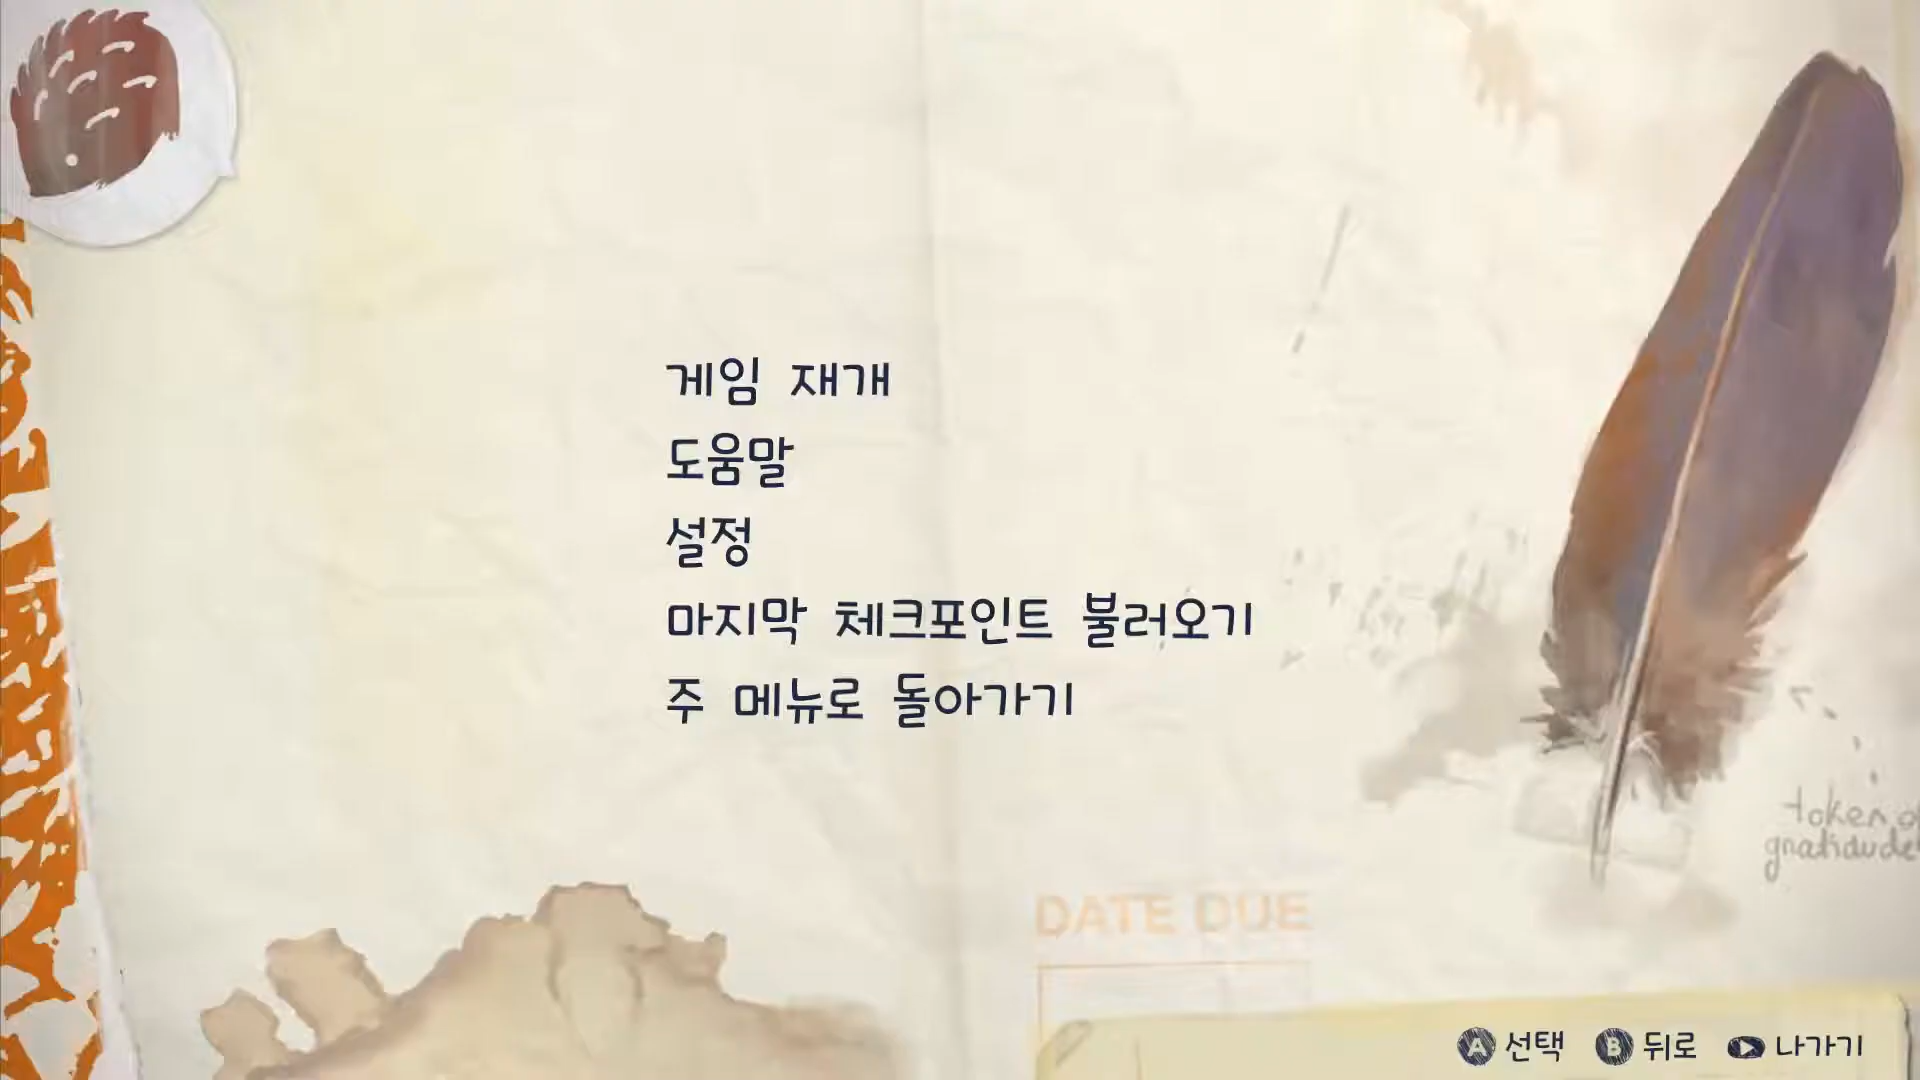 게임 재개
도움말
설정
마지막 체크포인트 불러오기
주 메뉴로 돌아가기
token
DATE DUE
A 선택 B 뒤로 나가기